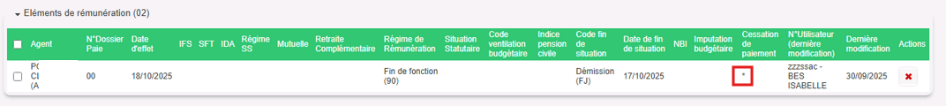 Eléments de rémunération (02)
Agent N°Dossier Paie Date d'effet IFS SFT IDA Régime SS Mutuelle Retraite Complémentaire Régime de Rémunération Situation Statutaire Code ventilation budgétaire Indice pension civile Code fin de situation Date de fin de situation NBI Imputation budgétaire Cessation de paiement N°Utilisateur (dernière modification) Dernière modification Actions
00 18/10/2025 Fin de fonction (90) Démission (FJ) 17/10/2025 * zzzssac - BES ISABELLE 30/09/2025